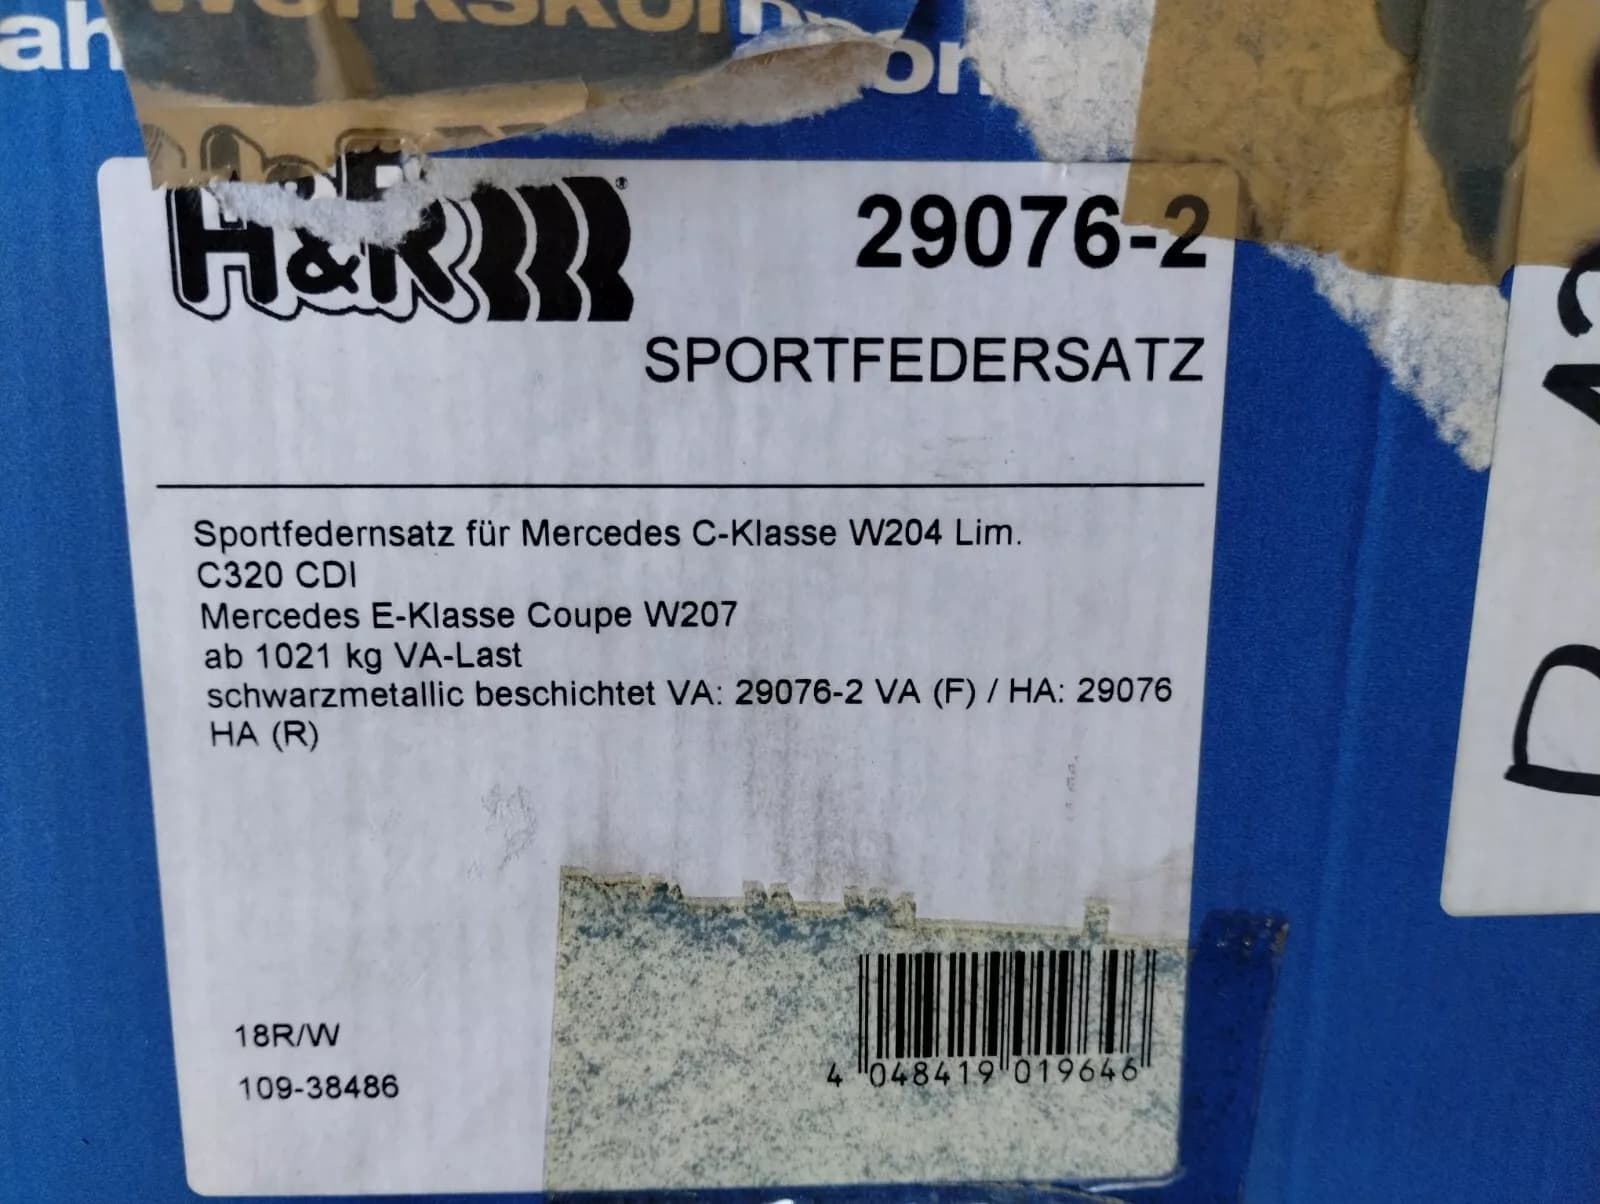 H&R®
29076-2
SPORTFEDERSATZ
Sportfedernsatz für Mercedes C-Klasse W204 Lim.
C320 CDI
Mercedes E-Klasse Coupe W207
ab 1021 kg VA-Last
schwarzmetallic beschichtet VA: 29076-2 VA (F) / HA: 29076
HA (R)
18R/W
109-38486
4 048419 019646